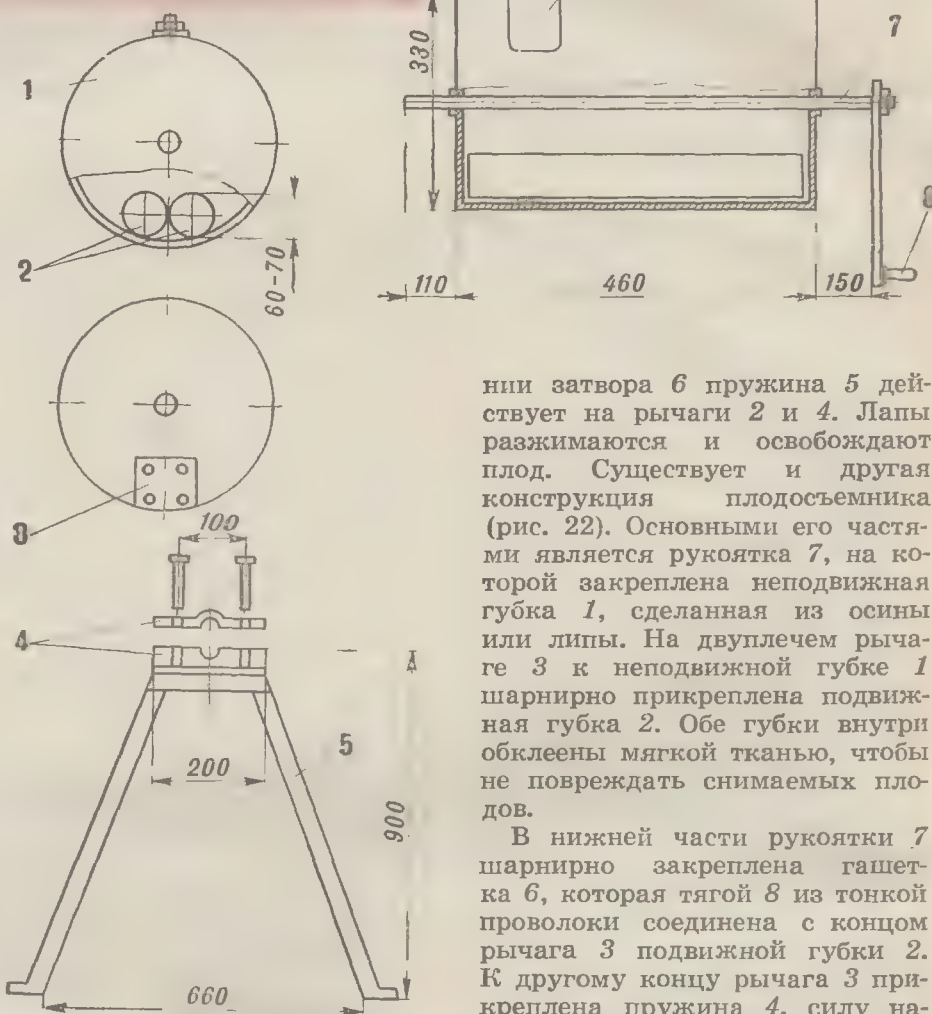 330
7
1
2
60-70
110
460
150
3
100
4
5
200
900
660
нии затвора 6 пружина 5 дей-
ствует на рычаги 2 и 4. Лапы
разжимаются и освобождают
плод. Существует и другая
конструкция плодосъемника
(рис. 22). Основными его частя-
ми является рукоятка 7, на ко-
торой закреплена неподвижная
губка 1, сделанная из осины
или липы. На двуплечем рыча-
ге 3 к неподвижной губке 1
шарнирно прикреплена подвиж-
ная губка 2. Обе губки внутри
обклеены мягкой тканью, чтобы
не повреждать снимаемых пло-
дов.
В нижней части рукоятки 7
шарнирно закреплена гашет-
ка 6, которая тягой 8 из тонкой
проволоки соединена с концом
рычага 3 подвижной губки 2.
К другому концу рычага 3 при-
креплена пружина 4, силу на-